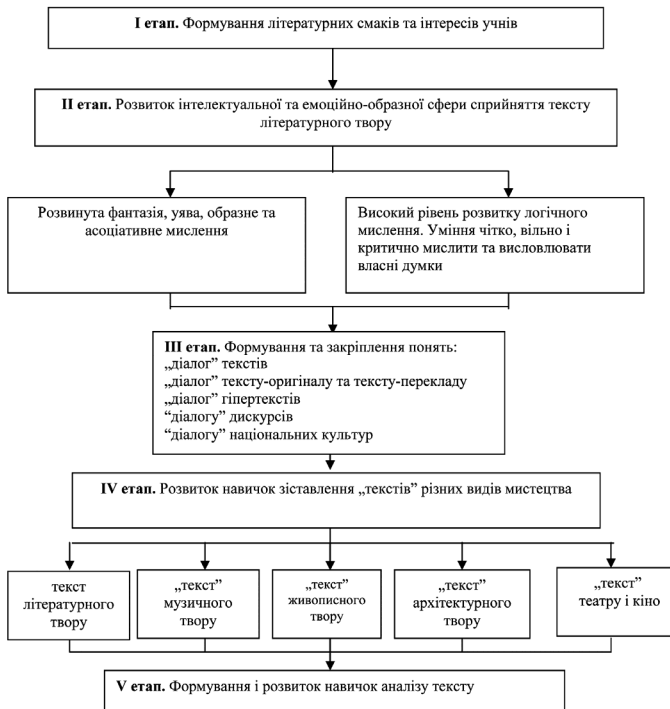 І етап. Формування літературних смаків та інтересів учнів
ІІ етап. Розвиток інтелектуальної та емоційно-образної сфери сприйняття тексту
літературного твору
Розвинута фантазія, уява, образне та
асоціативне мислення
Високий рівень розвитку логічного
мислення. Уміння чітко, вільно і
критично мислити та висловлювати
власні думки
ІІІ етап. Формування та закріплення понять:
„діалог” текстів
„діалог” тексту-оригіналу та тексту-перекладу
„діалог” гіпертекстів
“діалогу” дискурсів
“діалогу” національних культур
IV етап. Розвиток навичок зіставлення „текстів” різних видів мистецтва
текст
літературного
твору
„текст”
музичного
твору
„текст”
живописного
твору
„текст”
архітектурного
твору
„текст”
театру і кіно
V етап. Формування і розвиток навичок аналізу тексту